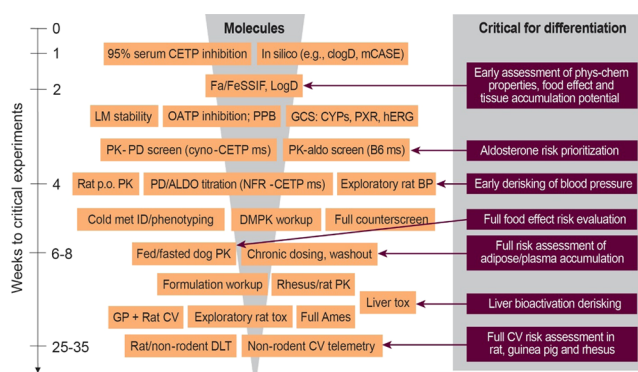 Molecules
Critical for differentiation
Weeks to critical experiments
0
1
95% serum CETP inhibition
In silico (e.g., clogD, mCASE)
2
Fa/FeSSIF, LogD
Early assessment of phys-chem
properties, food effect and
tissue accumulation potential
LM stability
OATP inhibition; PPB
GCS: CYPs, PXR, hERG
PK- PD screen (cyno-CETP ms)
PK-aldo screen (B6 ms)
Aldosterone risk prioritization
4
Rat p.o. PK
PD/ALDO titration (NFR -CETP ms)
Exploratory rat BP
Early derisking of blood pressure
Cold met ID/phenotyping
DMPK workup
Full counterscreen
Full food effect risk evaluation
6-8
Fed/fasted dog PK
Chronic dosing, washout
Full risk assessment of
adipose/plasma accumulation
Formulation workup
Rhesus/rat PK
Liver tox
Liver bioactivation derisking
GP + Rat CV
Exploratory rat tox
Full Ames
25-35
Rat/non-rodent DLT
Non-rodent CV telemetry
Full CV risk assessment in
rat, guinea pig and rhesus